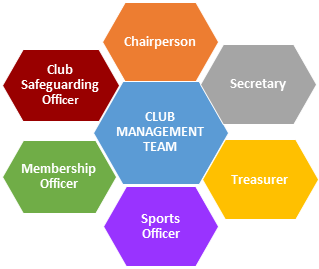 Chairperson
Club
Safeguarding
Officer
Secretary
CLUB
MANAGEMENT
TEAM
Membership
Officer
Treasurer
Sports
Officer